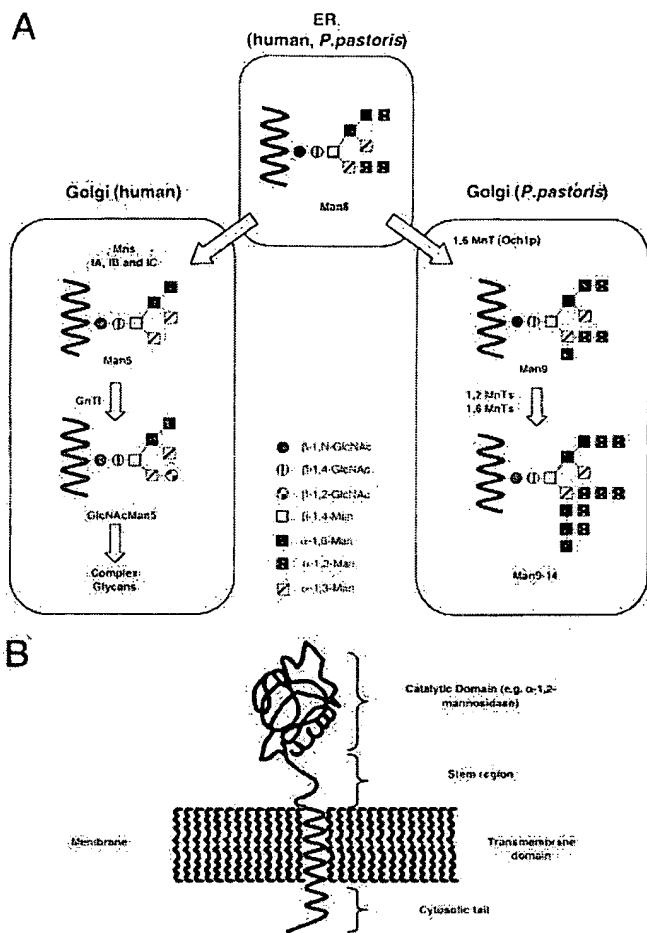 A
ER
(human, P.pastoris)
Man8
Golgi (human)
Golgi (P.pastoris)
Mns
IA, IB and IC
Man5
GnTI
GlcNAcMan5
Complex
Glycans
1,6 MnT (Och1p)
Man9
1,2 MnTs
1,6 MnTs
Man9-14
β-1,N-GlcNAc
β-1,4-GlcNAc
β-1,2-GlcNAc
β-1,4-Man
α-1,6-Man
α-1,2-Man
α-1,3-Man
B
Catalytic Domain (e.g. α-1,2-
mannosidase)
Stem region
Membrane
Transmembrane
domain
Cytosolic tail